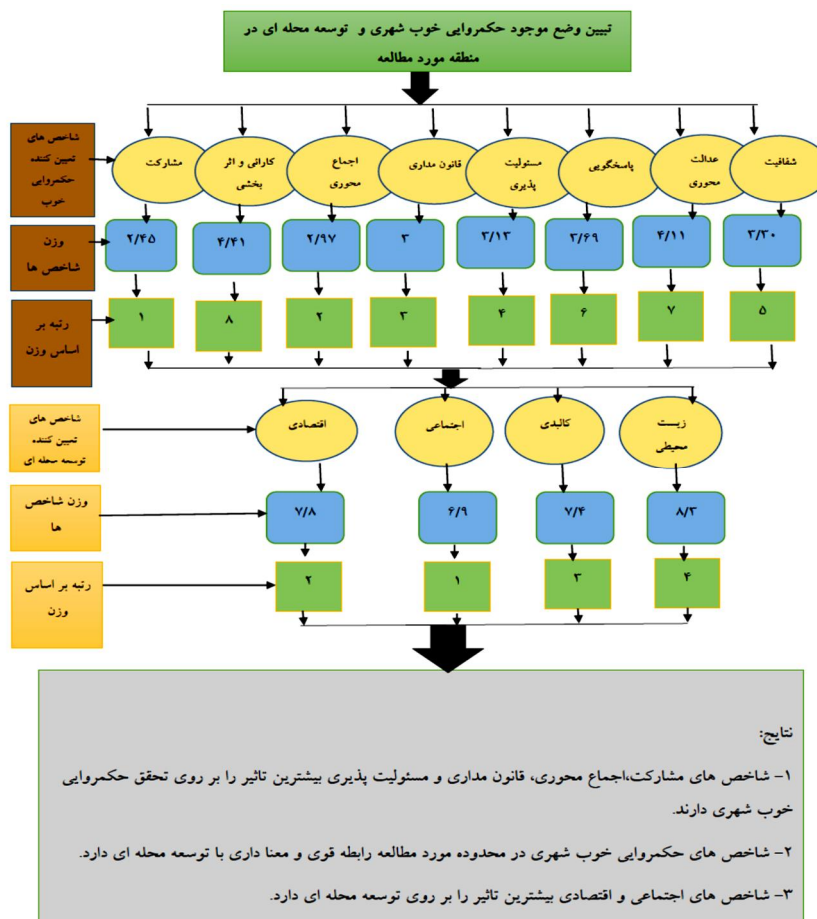 تبیین وضع موجود حکمروایی خوب شهری و توسعه محله ای در
منطقه مورد مطالعه
شاخص های
تعیین کننده
حکمروایی
خوب
شفافیت
عدالت
محوری
پاسخگویی
مسئولیت
پذیری
قانون مداری
اجماع
محوری
کارائی و اثر
بخشی
مشارکت
وزن
شاخص ها
۳/۳۰
۴/۱۱
۳/۶۹
۳/۱۳
۳
۲/۹۷
۴/۴۱
۲/۴۵
رتبه بر
اساس وزن
۵
۷
۶
۴
۳
۲
۸
۱
شاخص های
تعیین کننده
توسعه محله ای
زیست
محیطی
کالبدی
اجتماعی
اقتصادی
وزن شاخص
ها
۸/۳
۷/۴
۶/۹
۷/۸
رتبه بر اساس
وزن
۴
۳
۱
۲
نتایج:
۱- شاخص های مشارکت،اجماع محوری، قانون مداری و مسئولیت پذیری بیشترین تاثیر را بر روی تحقق حکمروایی
خوب شهری دارند.
۲- شاخص های حکمروایی خوب شهری در محدوده مورد مطالعه رابطه قوی و معنا داری با توسعه محله ای دارد.
۳- شاخص های اجتماعی و اقتصادی بیشترین تاثیر را بر روی توسعه محله ای دارد.